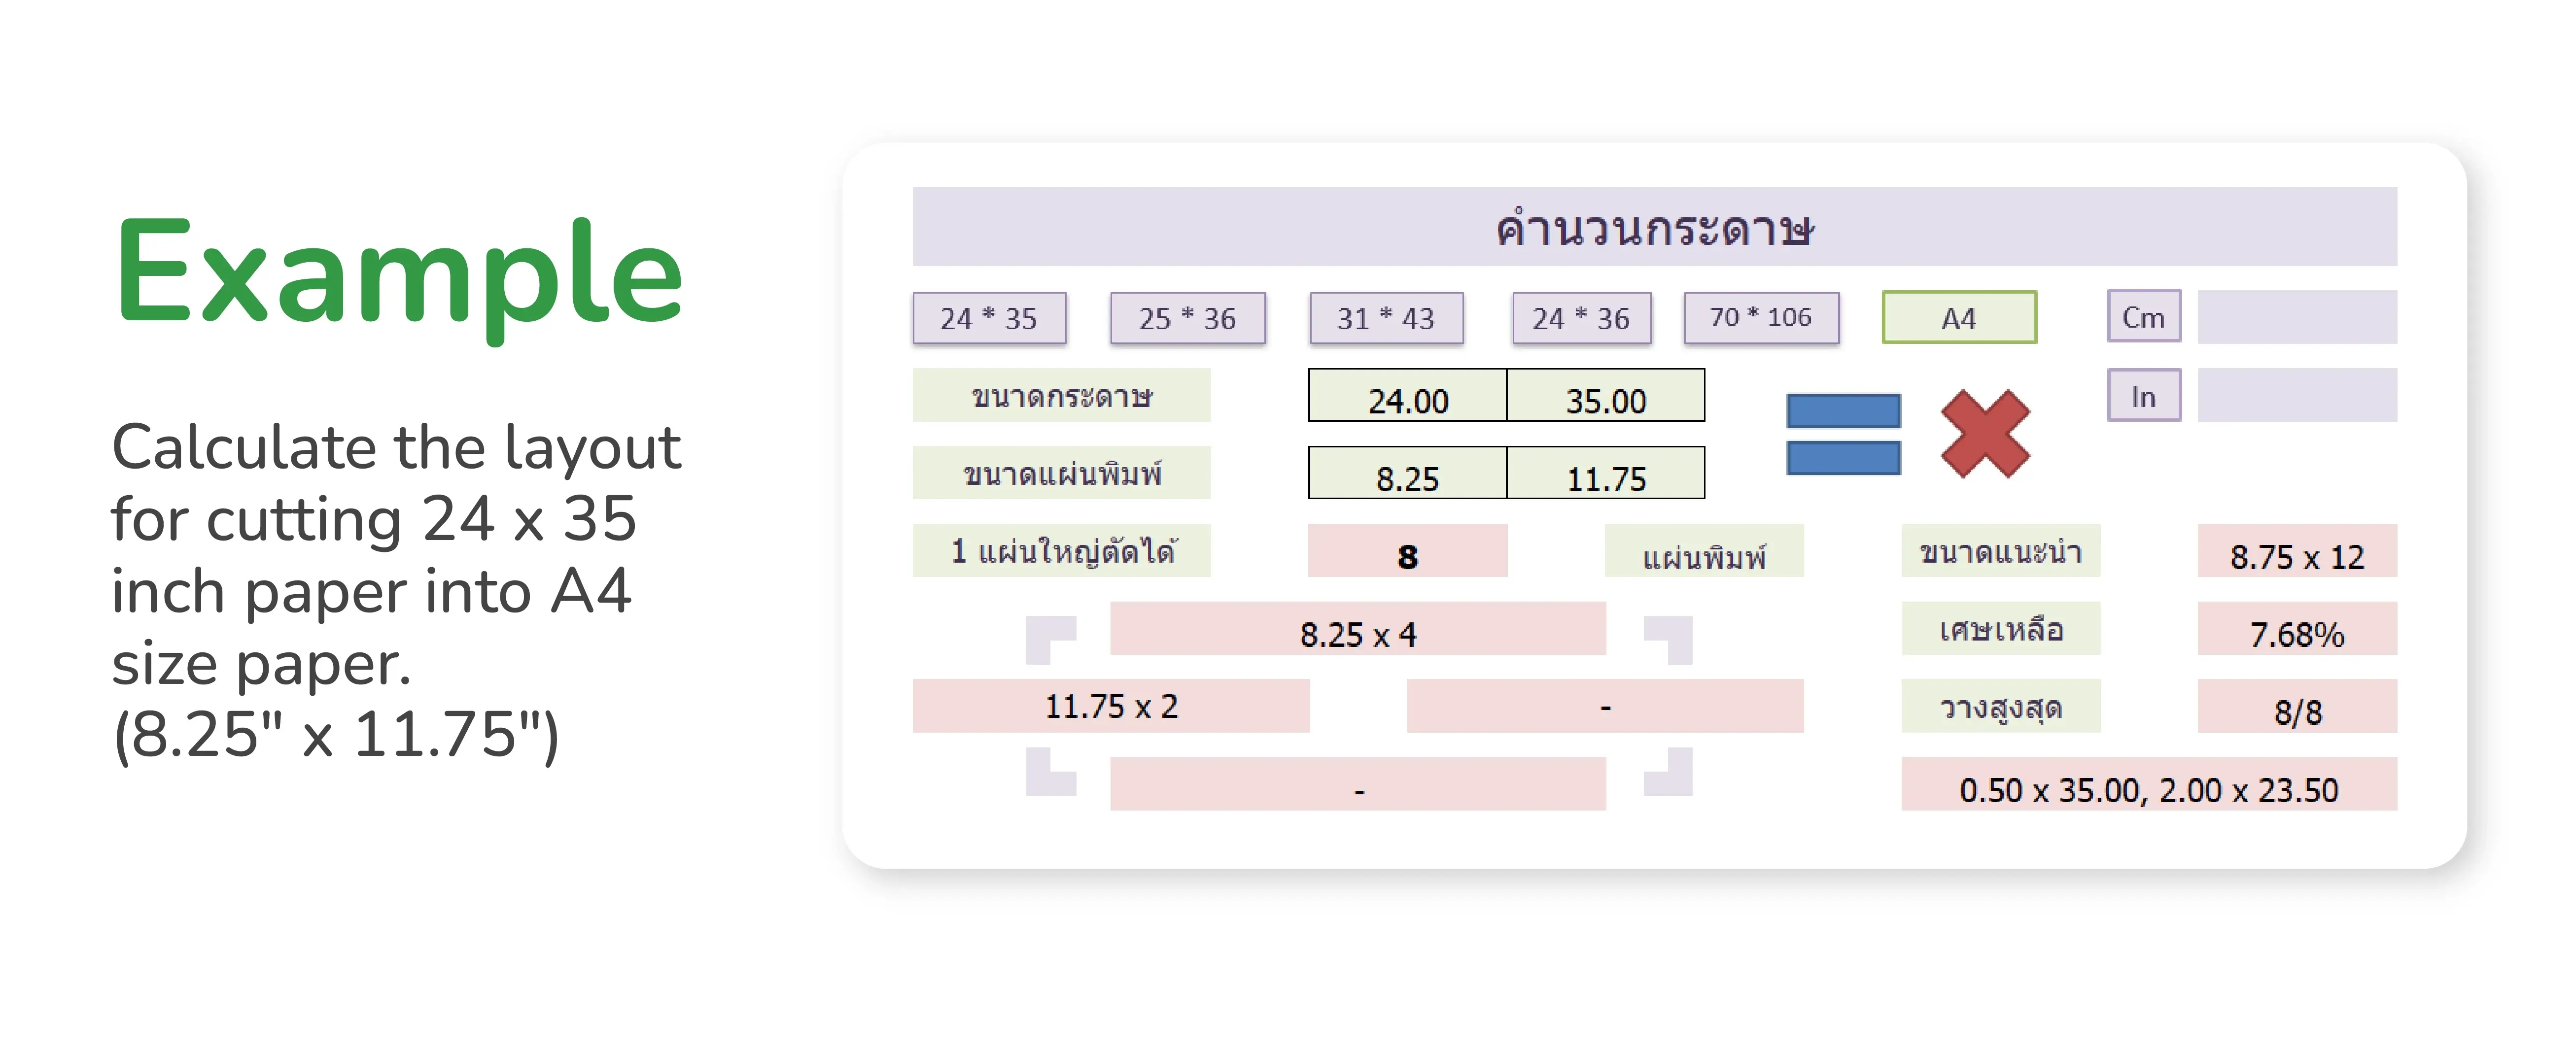 Example
Calculate the layout
for cutting 24 x 35
inch paper into A4
size paper.
(8.25" x 11.75")
คำนวนกระดาษ
24 * 35 25 * 36 31 * 43 24 * 36 70 * 106 A4 Cm
ขนาดกระดาษ 24.00 35.00 In
ขนาดแผ่นพิมพ์ 8.25 11.75
1 แผ่นใหญ่ตัดได้ 8 แผ่นพิมพ์ ขนาดแนะนำ 8.75 x 12
8.25 x 4 เศษเหลือ 7.68%
11.75 x 2 - วางสูงสุด 8/8
- 0.50 x 35.00, 2.00 x 23.50